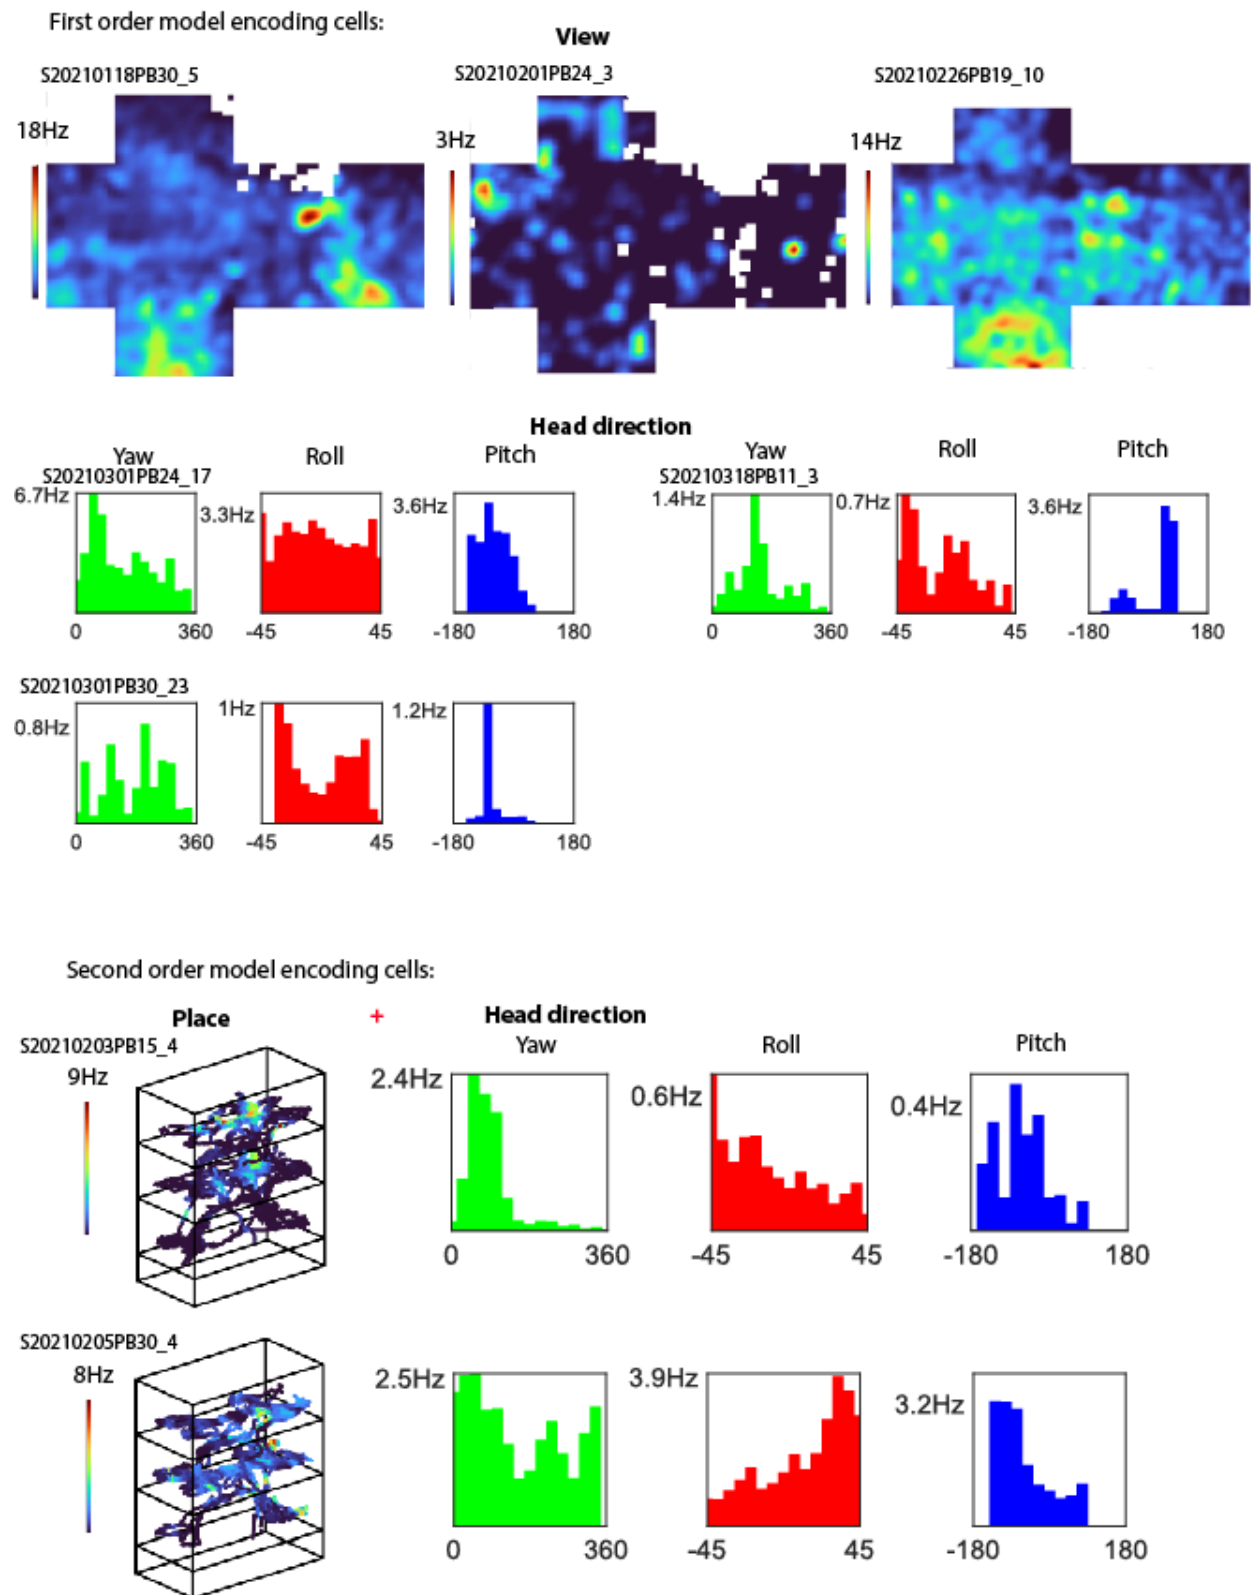 First order model encoding cells:
View
S20210118PB30_5 S20210201PB24_3 S20210226PB19_10
18Hz 3Hz 14Hz
Head direction
Yaw Roll Pitch Yaw Roll Pitch
S20210301PB24_17 S20210318PB11_3
6.7Hz 3.3Hz 3.6Hz 1.4Hz 0.7Hz 3.6Hz
0 360 -45 45 -180 180 0 360 -45 45 -180 180
S20210301PB30_23
0.8Hz 1Hz 1.2Hz
0 360 -45 45 -180 180
Second order model encoding cells:
Place + Head direction
S20210203PB15_4 Yaw Roll Pitch
9Hz 2.4Hz 0.6Hz 0.4Hz
0 360 -45 45 -180 180
S20210205PB30_4
8Hz 2.5Hz 3.9Hz 3.2Hz
0 360 -45 45 -180 180